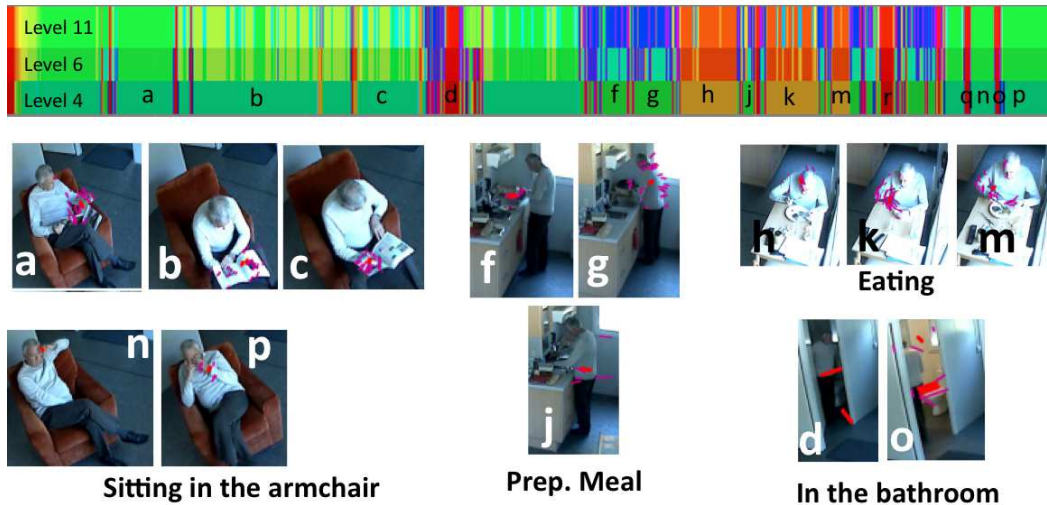 Level 11
Level 6
Level 4 a b c d f g h j k m r q n o p
a b c f g h k m
Eating
n p j d o
Sitting in the armchair
Prep. Meal
In the bathroom